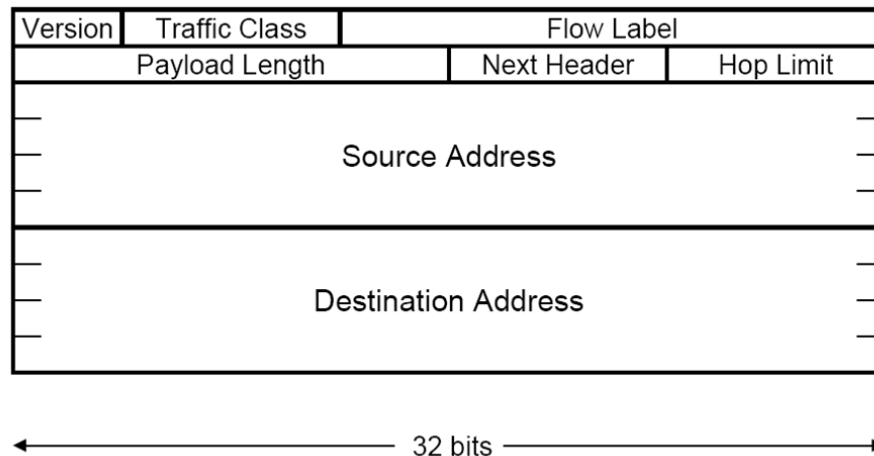 Version Traffic Class Flow Label
Payload Length Next Header Hop Limit
Source Address
Destination Address
32 bits